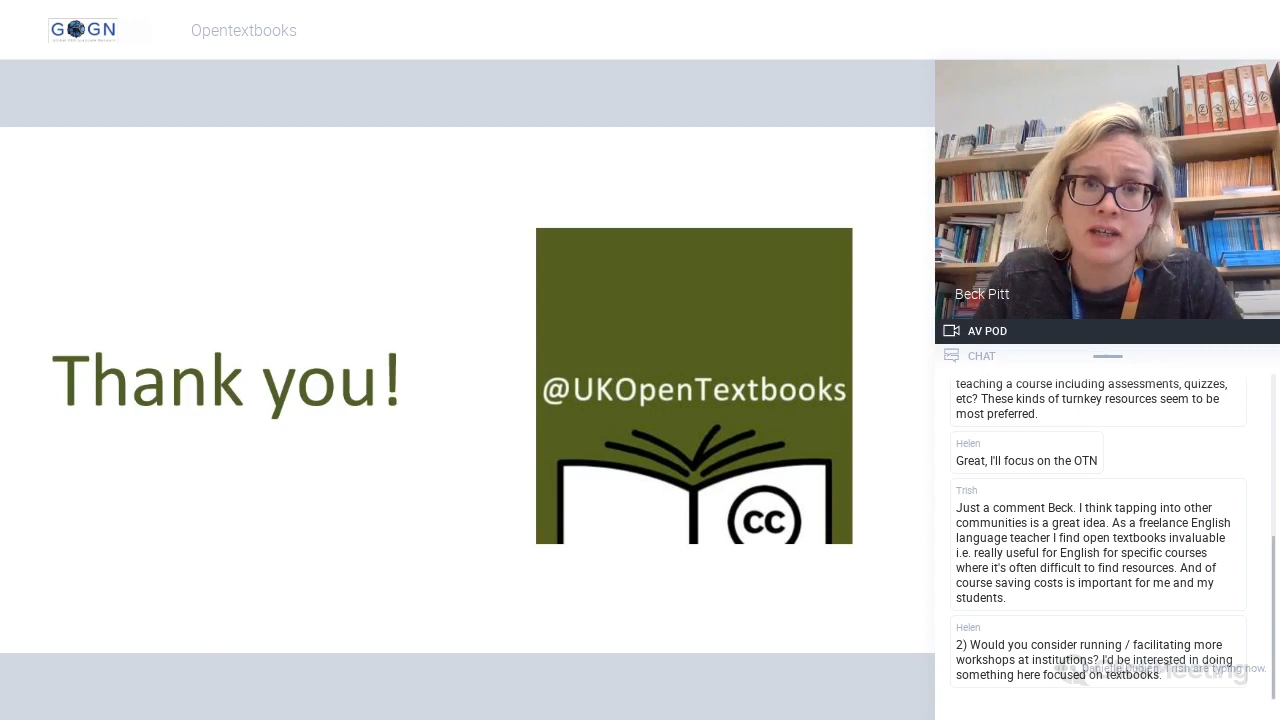 GOGN
Opentextbooks
Thank you!
@UKOpenTextbooks
cc
Beck Pitt
AV POD
CHAT
teaching a course including assessments, quizzes,
etc? These kinds of turnkey resources seem to be
most preferred.
Helen
Great, I'll focus on the OTN
Trish
Just a comment Beck. I think tapping into other
communities is a great idea. As a freelance English
language teacher I find open textbooks invaluable
i.e. really useful for English for specific courses
where it's often difficult to find resources. And of
course saving costs is important for me and my
students.
Helen
2) Would you consider running / facilitating more
workshops at institutions? I'd be interested in doing
something here focused on textbooks.
Trish are typing now.
Meeting